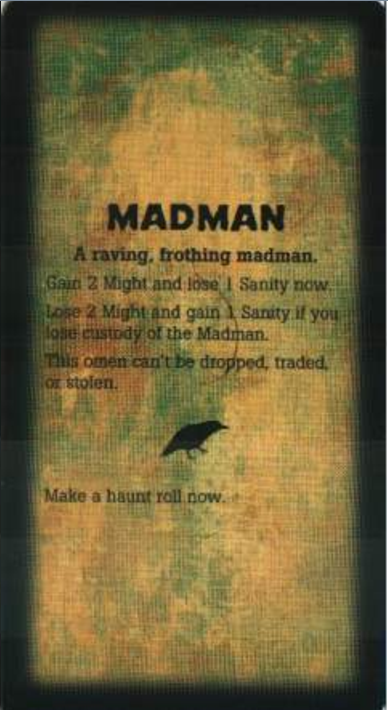 MADMAN
A raving, frothing madman.
Gain 2 Might and lose 1 Sanity now.
Lose 2 Might and gain 1 Sanity if you
lose custody of the Madman.
This omen can't be dropped, traded,
or stolen.
Make a haunt roll now.